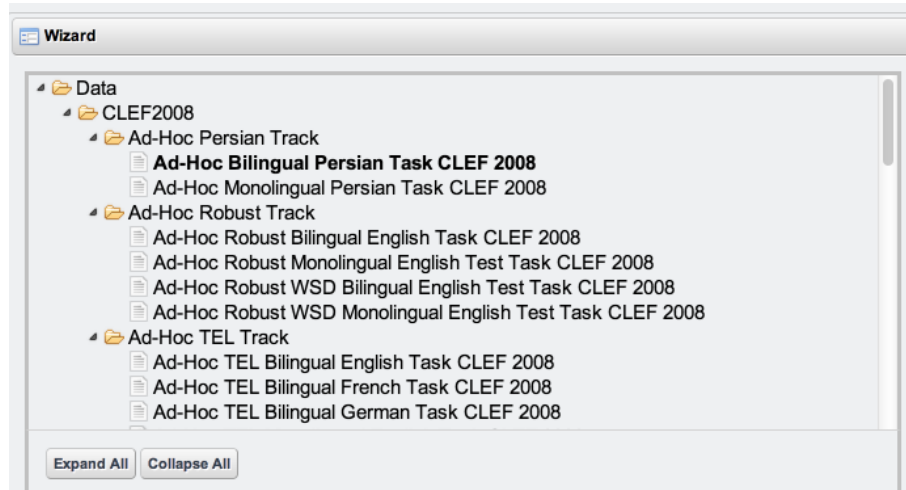 Wizard
Data
CLEF2008
Ad-Hoc Persian Track
Ad-Hoc Bilingual Persian Task CLEF 2008
Ad-Hoc Monolingual Persian Task CLEF 2008
Ad-Hoc Robust Track
Ad-Hoc Robust Bilingual English Task CLEF 2008
Ad-Hoc Robust Monolingual English Test Task CLEF 2008
Ad-Hoc Robust WSD Bilingual English Test Task CLEF 2008
Ad-Hoc Robust WSD Monolingual English Test Task CLEF 2008
Ad-Hoc TEL Track
Ad-Hoc TEL Bilingual English Task CLEF 2008
Ad-Hoc TEL Bilingual French Task CLEF 2008
Ad-Hoc TEL Bilingual German Task CLEF 2008
Expand All Collapse All